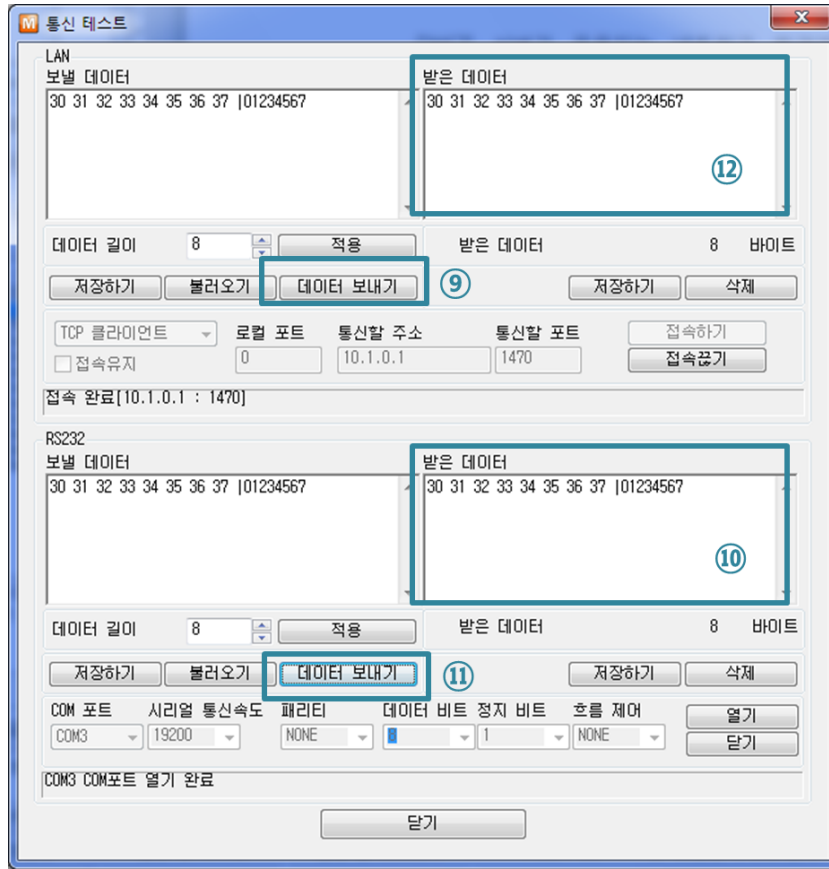 통신 테스트
LAN
보낼 데이터 받은 데이터
30 31 32 33 34 35 36 37 |01234567 30 31 32 33 34 35 36 37 |01234567
⑫
데이터 길이 8 적용 받은 데이터 8 바이트
저장하기 불러오기 데이터 보내기 ⑨ 저장하기 삭제
TCP 클라이언트 로컬 포트 통신할 주소 통신할 포트 접속하기
접속유지 0 10.1.0.1 1470 접속끊기
접속 완료[10.1.0.1 : 1470]
RS232
보낼 데이터 받은 데이터
30 31 32 33 34 35 36 37 |01234567 30 31 32 33 34 35 36 37 |01234567
⑩
데이터 길이 8 적용 받은 데이터 8 바이트
저장하기 불러오기 데이터 보내기 ⑪ 저장하기 삭제
COM 포트 시리얼 통신속도 패리티 데이터 비트 정지 비트 흐름 제어 열기
COM3 19200 NONE 8 1 NONE 닫기
COM3 COM포트 열기 완료
닫기